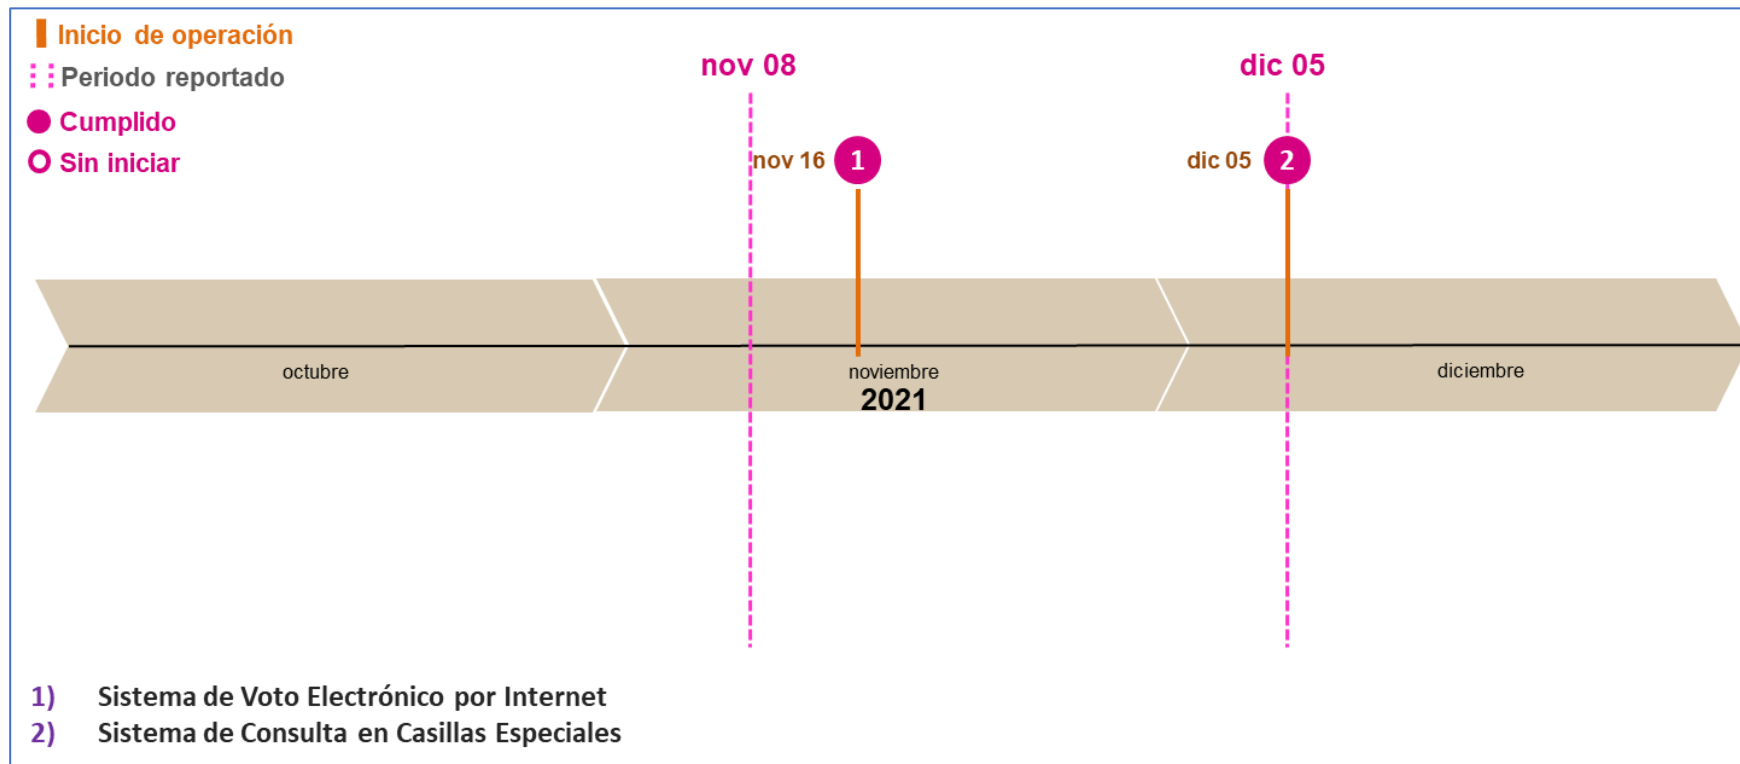 Inicio de operación
Periodo reportado
Cumplido
Sin iniciar
nov 08
dic 05
nov 16
1
dic 05
2
octubre
noviembre
diciembre
2021
1) Sistema de Voto Electrónico por Internet
2) Sistema de Consulta en Casillas Especiales